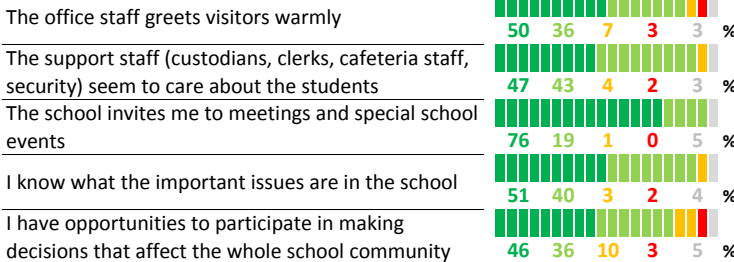 The office staff greets visitors warmly
50 36 7 3 3 %
The support staff (custodians, clerks, cafeteria staff,
security) seem to care about the students
47 43 4 2 3 %
The school invites me to meetings and special school
events
76 19 1 0 5 %
I know what the important issues are in the school
51 40 3 2 4 %
I have opportunities to participate in making
decisions that affect the whole school community
46 36 10 3 5 %